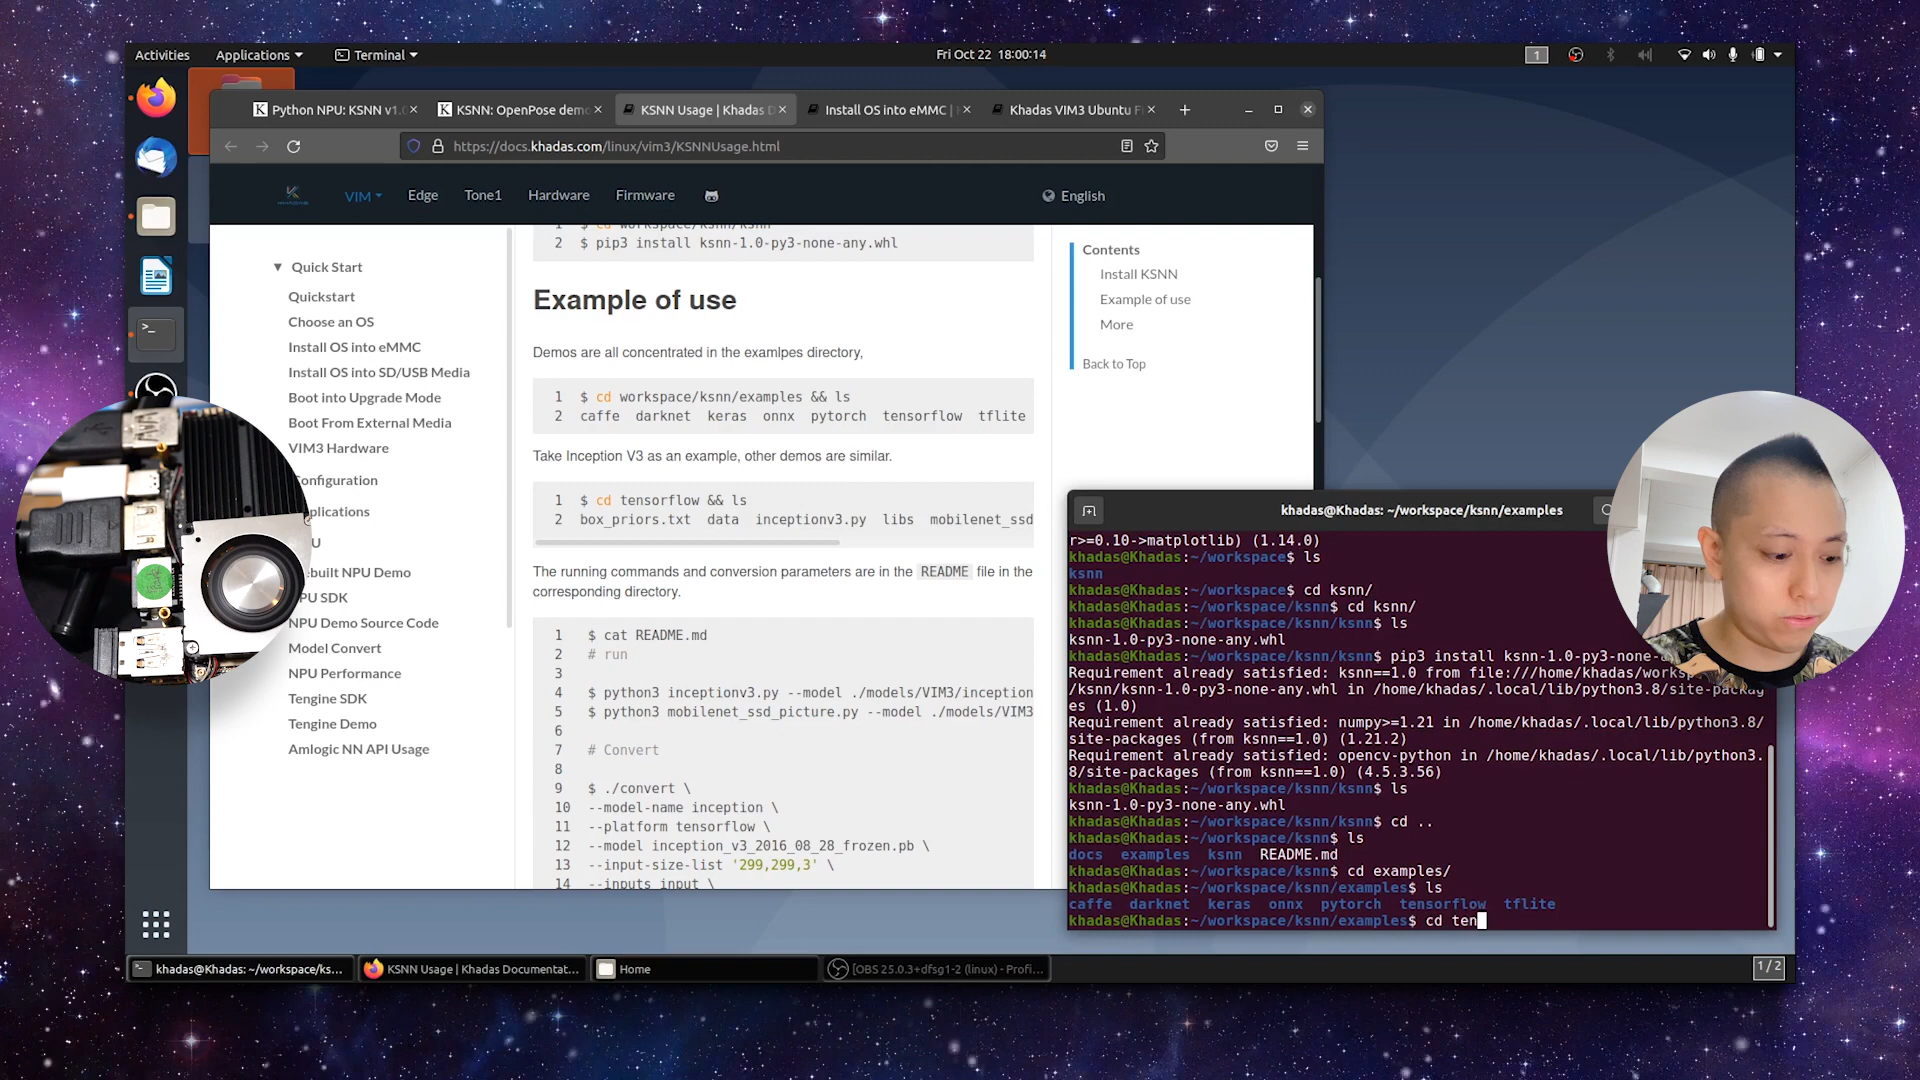 Activities
Applications
Terminal
Fri Oct 22 18:00:14
1
Python NPU: KSNN v1.
KSNN: OpenPose dem
KSNN Usage | Khadas D
Install OS into eMMC |
Khadas VIM3 Ubuntu F
https://docs.khadas.com/linux/vim3/KSNNUsage.html
VIM
Edge
Tone1
Hardware
Firmware
English
Quick Start
Quickstart
Choose an OS
Install OS into eMMC
Install OS into SD/USB Media
Boot into Upgrade Mode
Boot From External Media
VIM3 Hardware
onfiguration
plications
U
ebuilt NPU Demo
PU SDK
NPU Demo Source Code
Model Convert
NPU Performance
Tengine SDK
Tengine Demo
Amlogic NN API Usage
1 $ cd workspace/ksnn/ksnn
2 $ pip3 install ksnn-1.0-py3-none-any.whl
Example of use
Demos are all concentrated in the examlpes directory,
1 $ cd workspace/ksnn/examples && ls
2 caffe darknet keras onnx pytorch tensorflow tflite
Take Inception V3 as an example, other demos are similar.
1 $ cd tensorflow && ls
2 box_priors.txt data inceptionv3.py libs mobilenet_ssd
The running commands and conversion parameters are in the README file in the
corresponding directory.
1 $ cat README.md
2 # run
3
4 $ python3 inceptionv3.py --model ./models/VIM3/inception
5 $ python3 mobilenet_ssd_picture.py --model ./models/VIM3
6
7 # Convert
8
9 $ ./convert \
10 --model-name inception \
11 --platform tensorflow \
12 --model inception_v3_2016_08_28_frozen.pb \
13 --input-size-list '299,299,3' \
14 --inputs input \
Contents
Install KSNN
Example of use
More
Back to Top
khadas@Khadas: ~/workspace/ksnn/examples
r>=0.10->matplotlib) (1.14.0)
khadas@Khadas:~/workspace$ ls
ksnn
khadas@Khadas:~/workspace$ cd ksnn/
khadas@Khadas:~/workspace/ksnn$ cd ksnn/
khadas@Khadas:~/workspace/ksnn/ksnn$ ls
ksnn-1.0-py3-none-any.whl
khadas@Khadas:~/workspace/ksnn/ksnn$ pip3 install ksnn-1.0-py3-none-a
Requirement already satisfied: ksnn==1.0 from file:///home/khadas/works
/ksnn/ksnn-1.0-py3-none-any.whl in /home/khadas/.local/lib/python3.8/site-packag
es (1.0)
Requirement already satisfied: numpy>=1.21 in /home/khadas/.local/lib/python3.8/
site-packages (from ksnn==1.0) (1.21.2)
Requirement already satisfied: opencv-python in /home/khadas/.local/lib/python3.
8/site-packages (from ksnn==1.0) (4.5.3.56)
khadas@Khadas:~/workspace/ksnn/ksnn$ ls
ksnn-1.0-py3-none-any.whl
khadas@Khadas:~/workspace/ksnn/ksnn$ cd ..
khadas@Khadas:~/workspace/ksnn$ ls
docs examples ksnn README.md
khadas@Khadas:~/workspace/ksnn$ cd examples/
khadas@Khadas:~/workspace/ksnn/examples$ ls
caffe darknet keras onnx pytorch tensorflow tflite
khadas@Khadas:~/workspace/ksnn/examples$ cd ten
khadas@Khadas: ~/workspace/ks...
KSNN Usage | Khadas Documentat...
Home
[OBS 25.0.3+dfsg1-2 (linux) - Profi...
1 / 2